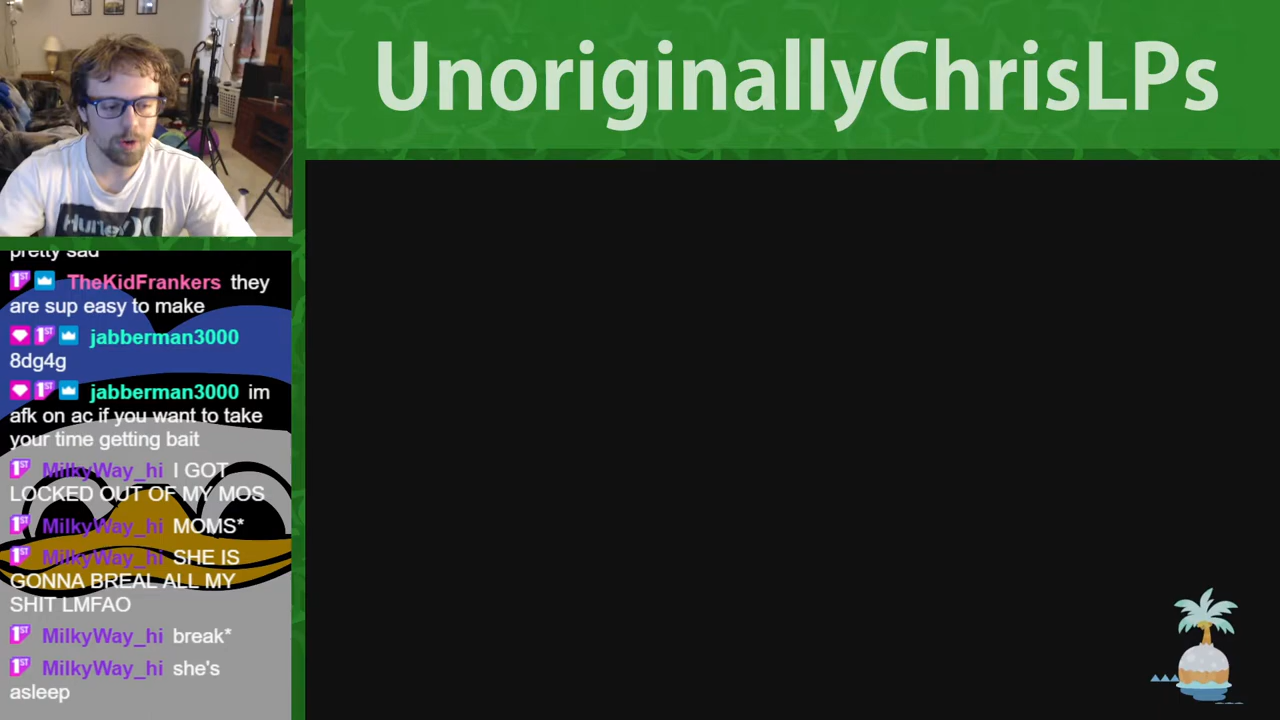 UnoriginallyChrisLPs
Hurley
pretty sad
TheKidFrankers they
are sup easy to make
jabberman3000
8dg4g
jabberman3000 im
afk on ac if you want to take
your time getting bait
MilkyWay_hi I GOT
LOCKED OUT OF MY MOS
MilkyWay_hi MOMS*
MilkyWay_hi SHE IS
GONNA BREAL ALL MY
SHIT LMFAO
MilkyWay_hi break*
MilkyWay_hi she's
asleep